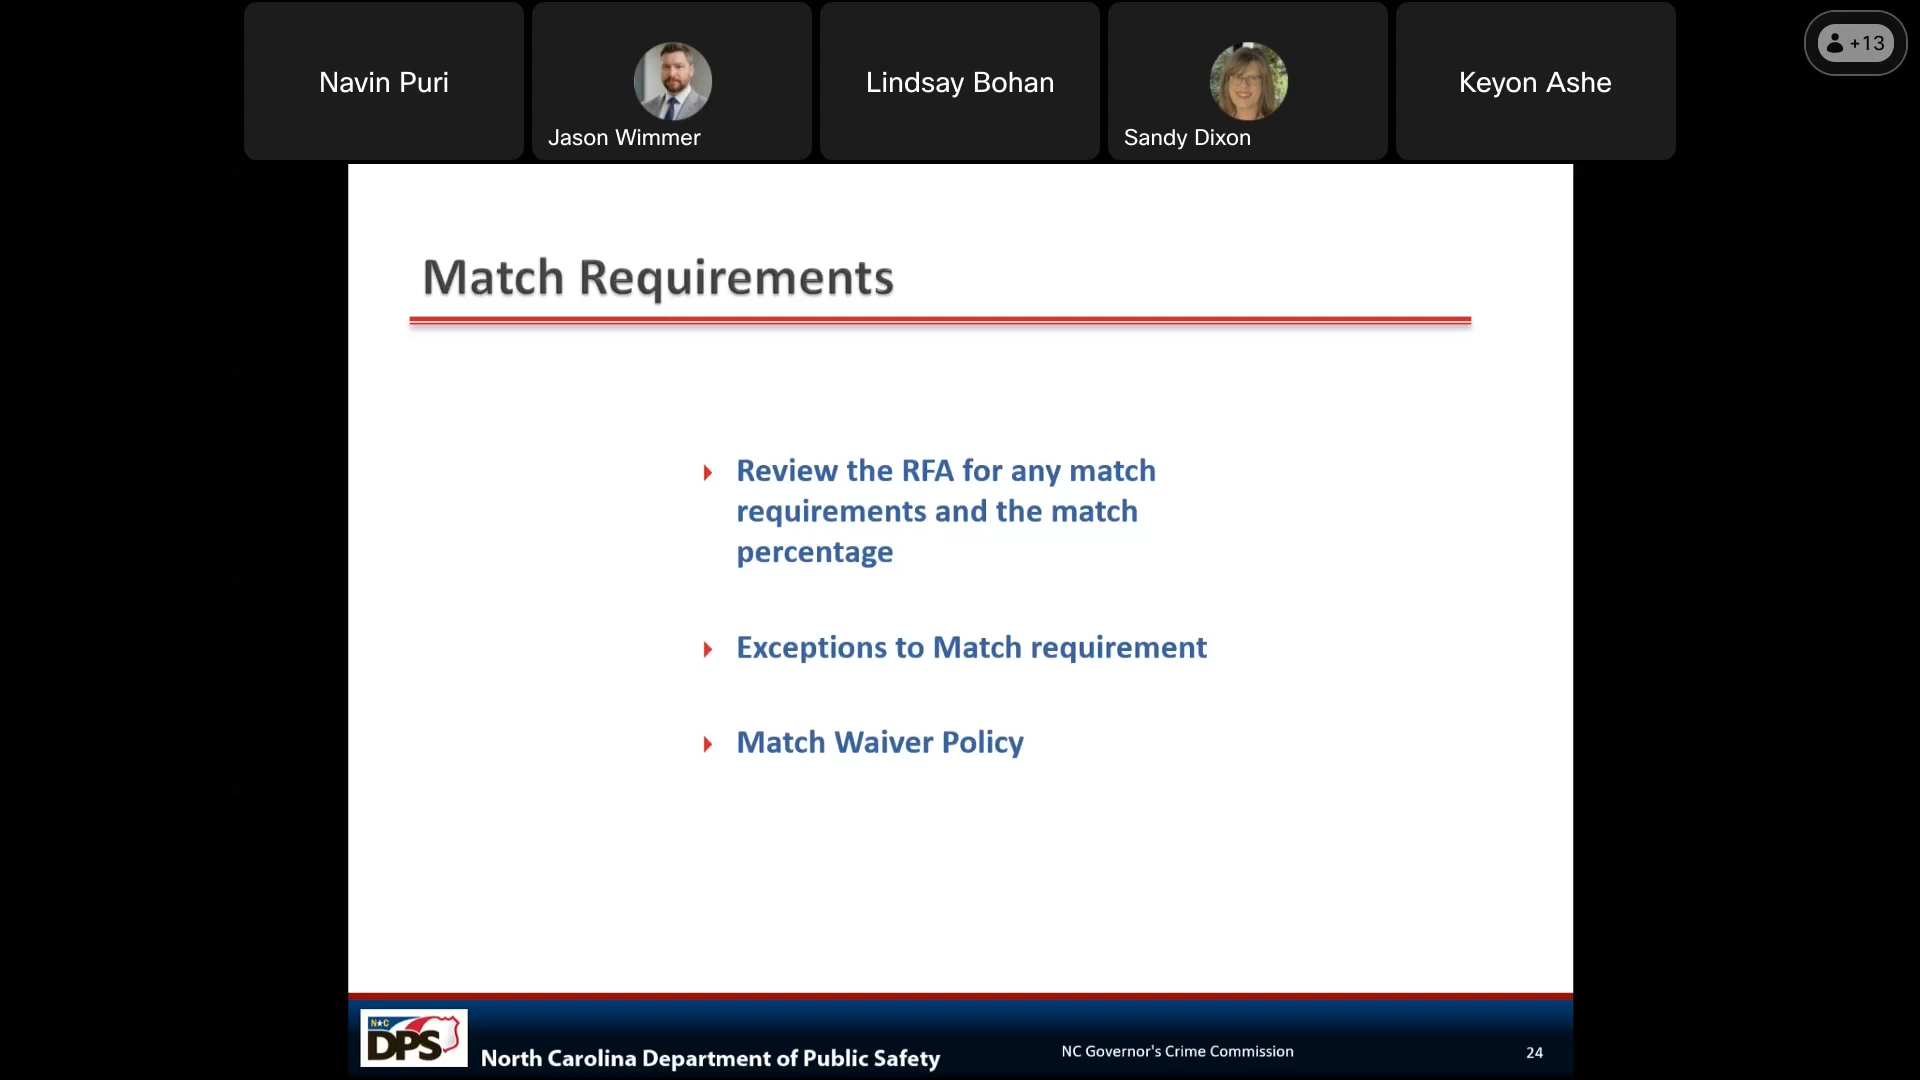 Navin Puri
Jason Wimmer
Lindsay Bohan
Sandy Dixon
Keyon Ashe
+13
Match Requirements
Review the RFA for any match
requirements and the match
percentage
Exceptions to Match requirement
Match Waiver Policy
N★C
DPS
North Carolina Department of Public Safety
NC Governor's Crime Commission
24